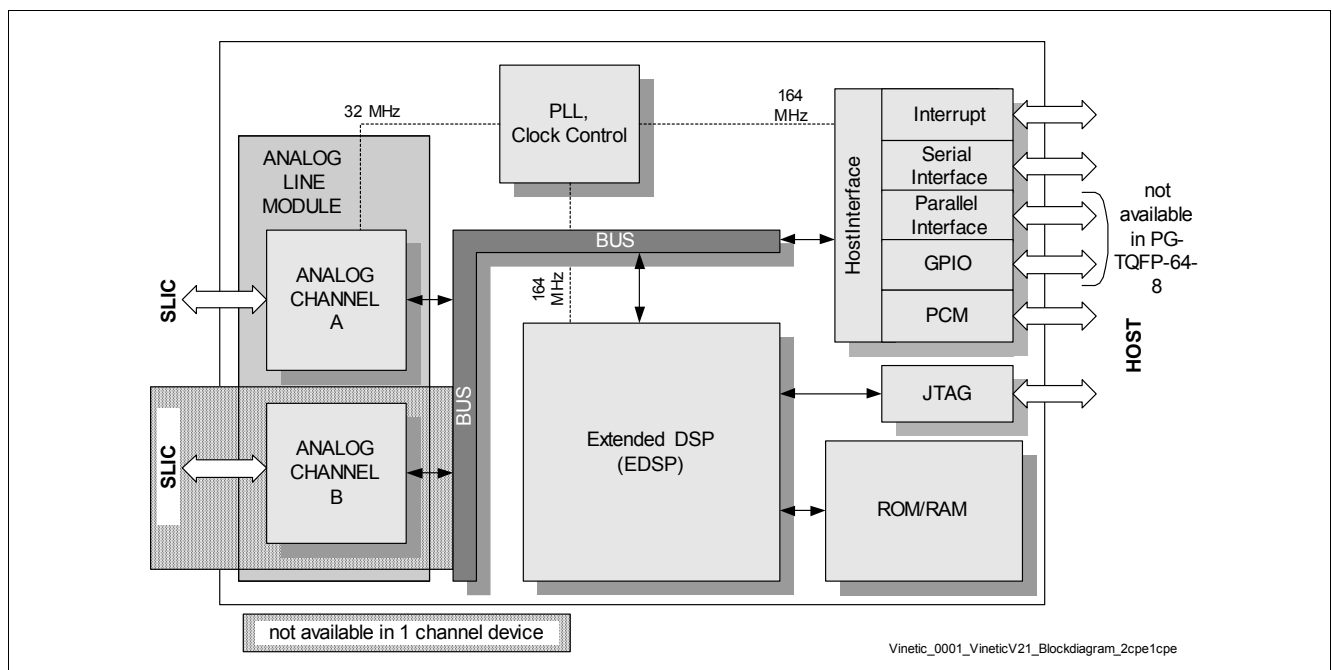 32 MHz
PLL,
Clock Control
164
MHz
ANALOG
LINE
MODULE
HostInterface
Interrupt
Serial
Interface
Parallel
Interface
GPIO
PCM
not
available
in PG-
TQFP-64-
8
HOST
BUS
164
MHz
SLIC
ANALOG
CHANNEL
A
BUS
SLIC
ANALOG
CHANNEL
B
Extended DSP
(EDSP)
JTAG
ROM/RAM
not available in 1 channel device
Vinetic_0001_VineticV21_Blockdiagram_2cpe1cpe